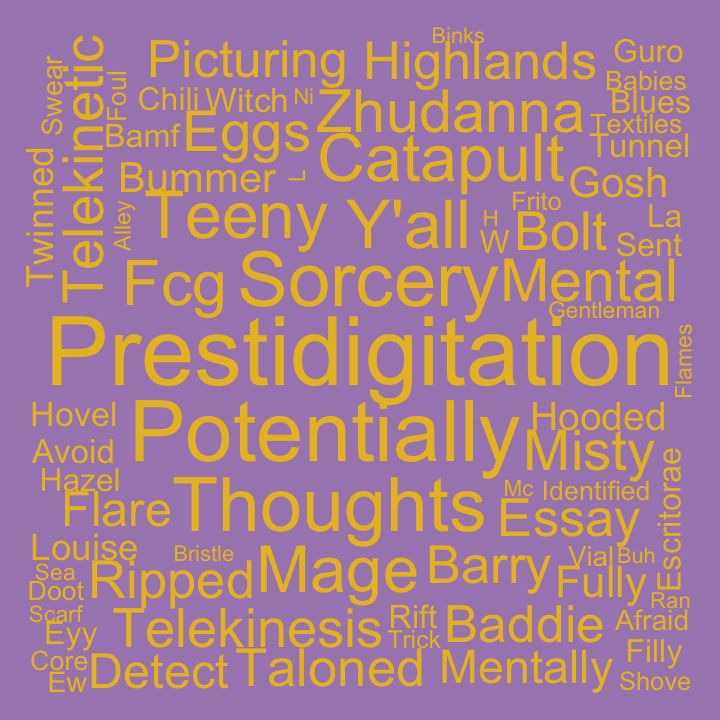 Binks
Picturing
Highlands
Guro
Babies
Swear
Telekinetic
Foul
Chili
Witch
Ni
Zhudanna
Blues
Textiles
Bamf
Eggs
Catapult
Tunnel
Twinned
Bummer
L
Gosh
Alley
Teeny
Y'all
H
Frito
La
W
Bolt
Sent
Fcg
Sorcery
Mental
Gentleman
Prestidigitation
Flames
Hovel
Potentially
Hooded
Avoid
Misty
Hazel
Thoughts
Mc
Identified
Flare
Essay
Escritorae
Louise
Bristle
Mage
Barry
Vial
Buh
Sea
Doot
Ripped
Fully
Ran
Scarf
Eyy
Telekinesis
Rift
Trick
Baddie
Afraid
Core
Filly
Ew
Detect
Taloned
Mentally
Shove